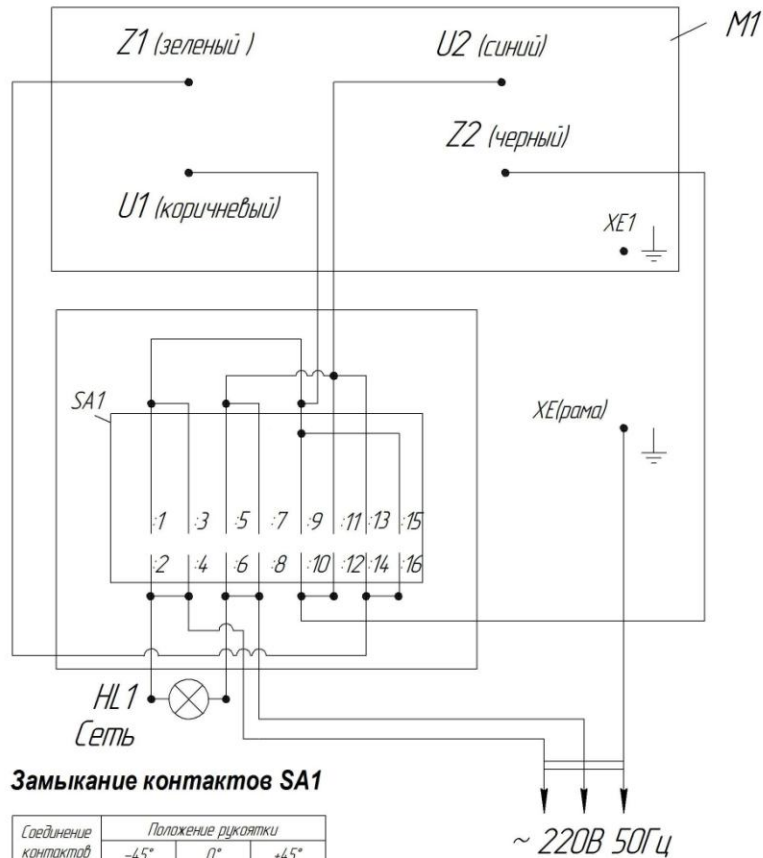 M1
Z1 (зеленый )
U2 (синий)
Z2 (черный)
U1 (коричневый)
XE1
SA1
XE(рама)
:1 :3 :5 :7 :9 :11 :13 :15
:2 :4 :6 :8 :10 :12 :14 :16
HL1
Сеть
Замыкание контактов SA1
~ 220В 50Гц
Соединение контактов
Положение рукоятки
-45° 0° +45°